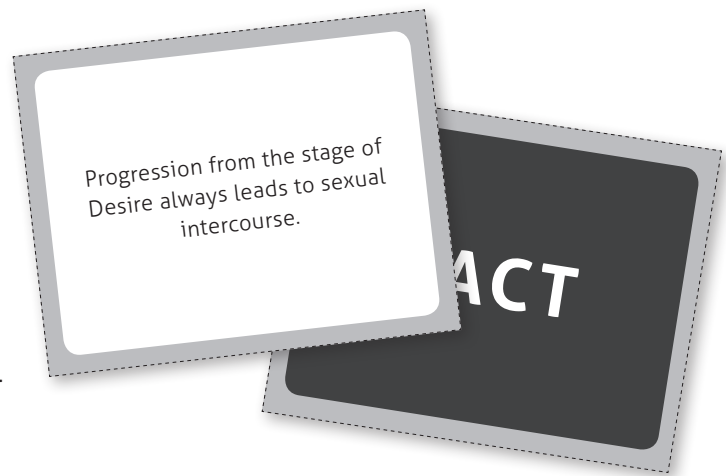 Progression from the stage of
Desire always leads to sexual
intercourse.
ACT